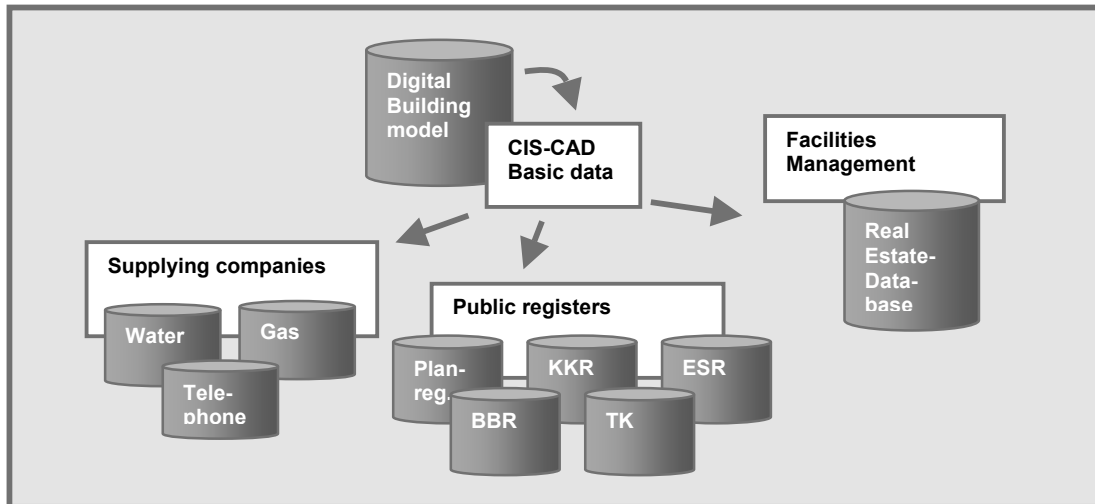 Digital
Building
model
CIS-CAD
Basic data
Facilities
Management
Real
Estate-
Data-
base
Supplying companies
Water
Gas
Tele-
phone
Public registers
Plan-
reg.
KKR
ESR
BBR
TK